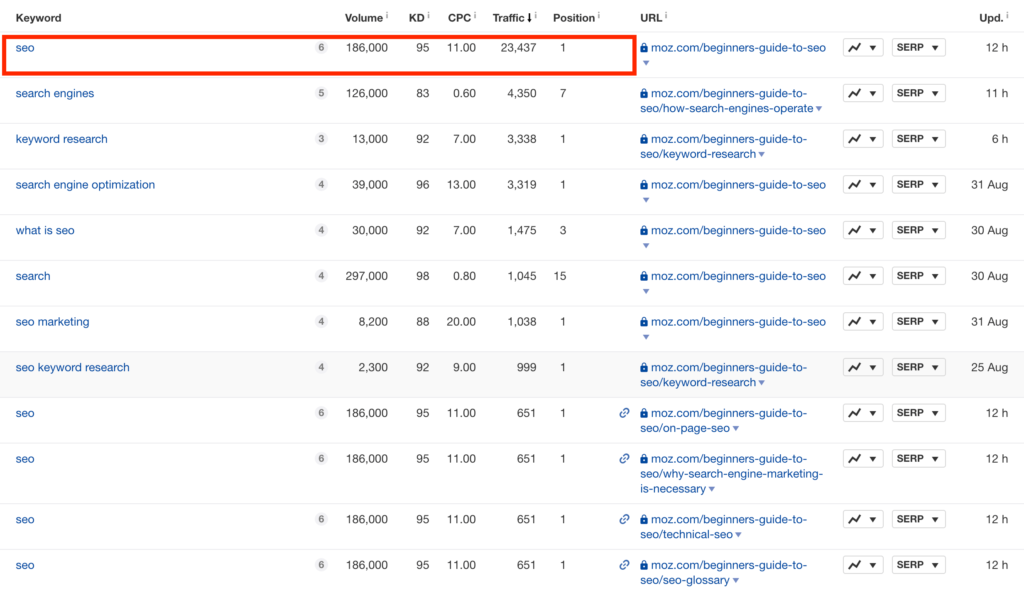 Keyword Volume i KD i CPC i Traffic ↓ i Position i URL i Upd. i
seo 6 186,000 95 11.00 23,437 1 moz.com/beginners-guide-to-seo SERP 12 h
search engines 5 126,000 83 0.60 4,350 7 moz.com/beginners-guide-to- SERP 11 h
seo/how-search-engines-operate
keyword research 3 13,000 92 7.00 3,338 1 moz.com/beginners-guide-to- SERP 6 h
seo/keyword-research
search engine optimization 4 39,000 96 13.00 3,319 1 moz.com/beginners-guide-to-seo SERP 31 Aug
what is seo 4 30,000 92 7.00 1,475 3 moz.com/beginners-guide-to-seo SERP 30 Aug
search 4 297,000 98 0.80 1,045 15 moz.com/beginners-guide-to-seo SERP 30 Aug
seo marketing 4 8,200 88 20.00 1,038 1 moz.com/beginners-guide-to-seo SERP 31 Aug
seo keyword research 4 2,300 92 9.00 999 1 moz.com/beginners-guide-to- SERP 25 Aug
seo/keyword-research
seo 6 186,000 95 11.00 651 1 moz.com/beginners-guide-to- SERP 12 h
seo/on-page-seo
seo 6 186,000 95 11.00 651 1 moz.com/beginners-guide-to- SERP 12 h
seo/why-search-engine-marketing-
is-necessary
seo 6 186,000 95 11.00 651 1 moz.com/beginners-guide-to- SERP 12 h
seo/technical-seo
seo 6 186,000 95 11.00 651 1 moz.com/beginners-guide-to- SERP 12 h
seo/seo-glossary